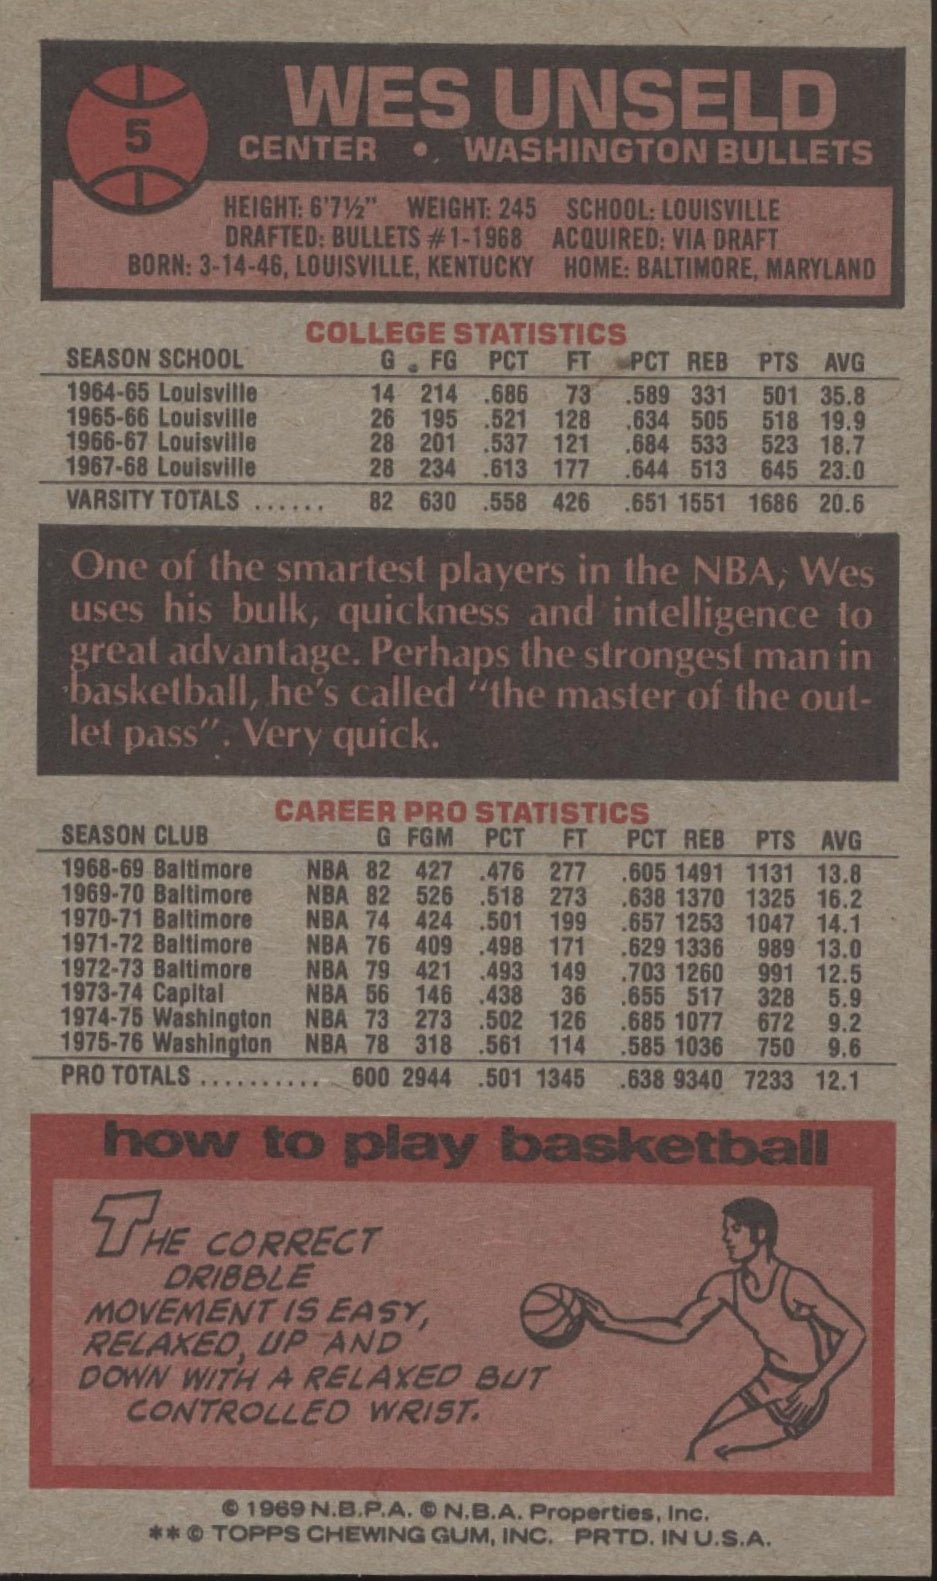 5
WES UNSELD
CENTER • WASHINGTON BULLETS
HEIGHT: 6'7½" WEIGHT: 245 SCHOOL: LOUISVILLE
DRAFTED: BULLETS #1-1968 ACQUIRED: VIA DRAFT
BORN: 3-14-46, LOUISVILLE, KENTUCKY HOME: BALTIMORE, MARYLAND
COLLEGE STATISTICS
SEASON SCHOOL G FG PCT FT PCT REB PTS AVG
1964-65 Louisville 14 214 .686 73 .589 331 501 35.8
1965-66 Louisville 26 195 .521 128 .634 505 518 19.9
1966-67 Louisville 28 201 .537 121 .684 533 523 18.7
1967-68 Louisville 28 234 .613 177 .644 513 645 23.0
VARSITY TOTALS ...... 82 630 .558 426 .651 1551 1686 20.6
One of the smartest players in the NBA, Wes
uses his bulk, quickness and intelligence to
great advantage. Perhaps the strongest man in
basketball, he's called "the master of the out-
let pass". Very quick.
CAREER PRO STATISTICS
SEASON CLUB G FGM PCT FT PCT REB PTS AVG
1968-69 Baltimore NBA 82 427 .476 277 .605 1491 1131 13.8
1969-70 Baltimore NBA 82 526 .518 273 .638 1370 1325 16.2
1970-71 Baltimore NBA 74 424 .501 199 .657 1253 1047 14.1
1971-72 Baltimore NBA 76 409 .498 171 .629 1336 989 13.0
1972-73 Baltimore NBA 79 421 .493 149 .703 1260 991 12.5
1973-74 Capital NBA 56 146 .438 36 .655 517 328 5.9
1974-75 Washington NBA 73 273 .502 126 .685 1077 672 9.2
1975-76 Washington NBA 78 318 .561 114 .585 1036 750 9.6
PRO TOTALS .......... 600 2944 .501 1345 .638 9340 7233 12.1
how to play basketball
THE CORRECT
DRIBBLE
MOVEMENT IS EASY,
RELAXED, UP AND
DOWN WITH A RELAXED BUT
CONTROLLED WRIST.
© 1969 N.B.P.A. © N.B.A. Properties, Inc.
** © TOPPS CHEWING GUM, INC. PRTD. IN U.S.A.